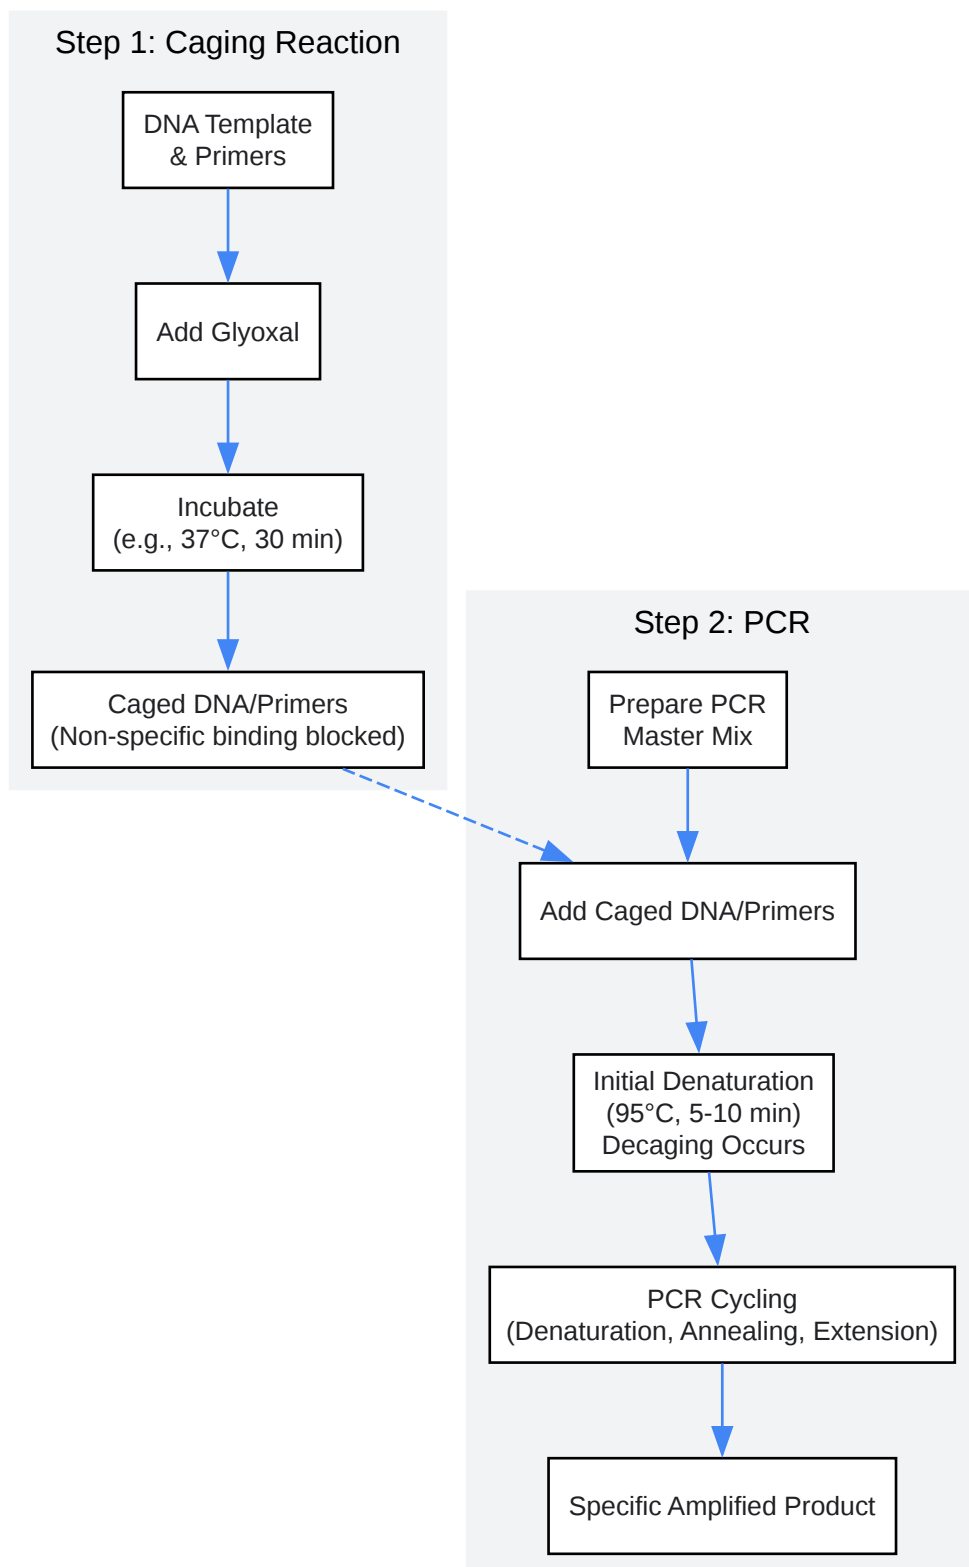 Step 1: Caging Reaction
DNA Template
& Primers
Add Glyoxal
Incubate
(e.g., 37°C, 30 min)
Caged DNA/Primers
(Non-specific binding blocked)
Step 2: PCR
Prepare PCR
Master Mix
Add Caged DNA/Primers
Initial Denaturation
(95°C, 5-10 min)
Decaging Occurs
PCR Cycling
(Denaturation, Annealing, Extension)
Specific Amplified Product